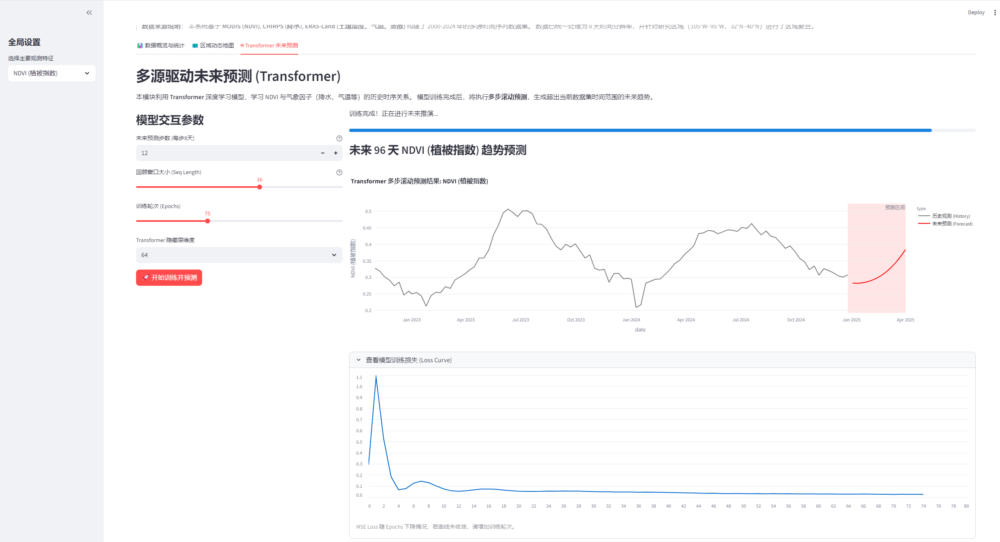 Deploy
数据来源说明： 本系统基于 MODIS (NDVI), CHIRPS (降水), ERA5-Land (土壤湿度、气温、蒸散) 构建了 2000-2024 年的多源时间序列数据集。 数据已统一处理为 8 天时间分辨率，并针对研究区域（105°W–95°W，32°N–40°N）进行了区域聚合。
全局设置
选择主要观测特征
NDVI (植被指数)
数据概览与统计 区域动态地图 Transformer 未来预测
多源驱动未来预测 (Transformer)
本模块利用 Transformer 深度学习模型，学习 NDVI 与气象因子（降水、气温等）的历史时序关系。 模型训练完成后，将执行多步滚动预测，生成超出当前数据集时间范围的未来趋势。
模型交互参数
未来预测步数 (每步8天)
12
回顾窗口大小 (Seq Length)
16
训练轮次 (Epochs)
75
Transformer 隐藏层维度
64
开始训练并预测
训练完成！正在进行未来推演...
未来 96 天 NDVI (植被指数) 趋势预测
Transformer 多步滚动预测结果: NDVI (植被指数)
预测区间
type
历史观测 (History)
未来预测 (Forecast)
NDVI (植被指数)
0.5
0.45
0.4
0.35
0.3
0.25
0.2
Jan 2023 Apr 2023 Jul 2023 Oct 2023 Jan 2024 Apr 2024 Jul 2024 Oct 2024 Jan 2025 Apr 2025
date
查看模型训练损失 (Loss Curve)
1.1
1.0
0.9
0.8
0.7
0.6
0.5
0.4
0.3
0.2
0.1
0.0
0 2 4 6 8 10 12 14 16 18 20 22 24 26 28 30 32 34 36 38 40 42 44 46 48 50 52 54 56 58 60 62 64 66 68 70 72 74 76 78 80
MSE Loss 随 Epochs 下降情况，若曲线未收敛，请增加训练轮次。